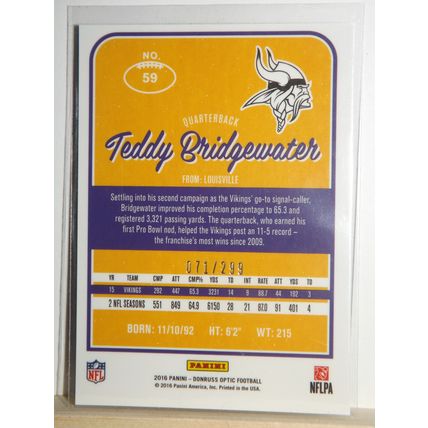 NO.
59
QUARTERBACK
Teddy Bridgewater
FROM: LOUISVILLE
Settling into his second campaign as the Vikings' go-to signal-caller,
Bridgewater improved his completion percentage to 65.3 and
registered 3,321 passing yards. The quarterback, who earned his
first Pro Bowl nod, helped the Vikings post an 11-5 record –
the franchise's most wins since 2009.
071/299
YR TEAM CMP ATT CMP% YDS TD INT RATE ATT YDS TD
15 VIKINGS 292 447 65.3 3231 14 9 88.7 44 192 3
2 NFL SEASONS 551 849 64.9 6150 28 21 87.0 91 401 4
BORN: 11/10/92 HT: 6'2" WT: 215
NFL
PANINI
2016 PANINI – DONRUSS OPTIC FOOTBALL
© 2016 Panini America, Inc. Printed in the USA.
NFLPA